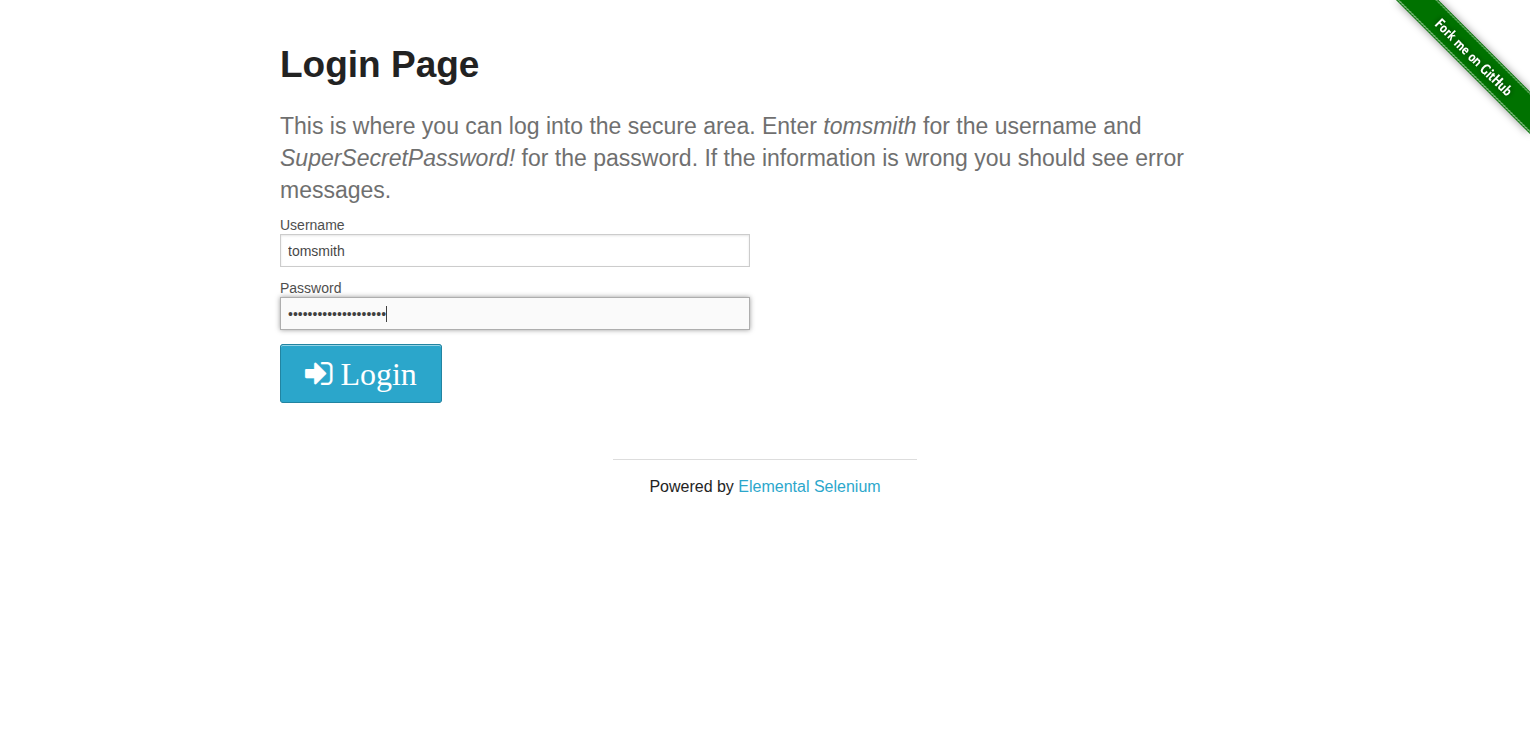 Fork me on GitHub
Login Page
This is where you can log into the secure area. Enter tomsmith for the username and
SuperSecretPassword! for the password. If the information is wrong you should see error
messages.
Username
tomsmith
Password
••••••••••••••••••••
Login
Powered by Elemental Selenium